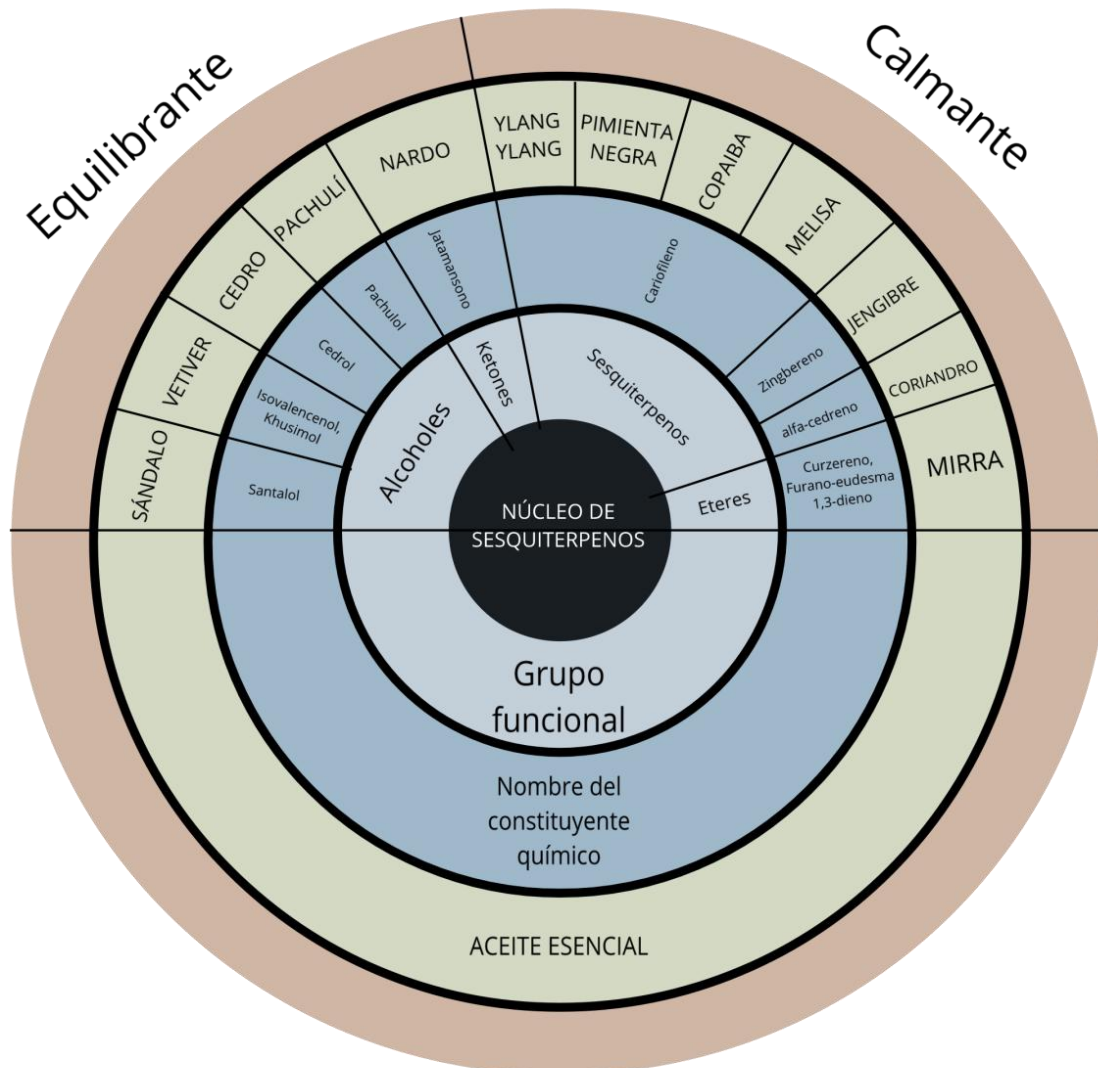 Equilibrante
Calmante
SÁNDALO
VETIVER
CEDRO
PACHULÍ
NARDO
YLANG
YLANG
PIMIENTA
NEGRA
COPAIBA
MELISA
JENGIBRE
CORIANDRO
MIRRA
Santalol
Isovalencenol,
Khusimol
Cedrol
Pachulol
Jatamansono
Cariofileno
Zingbereno
alfa-cedreno
Curzereno,
Furano-eudesma
1,3-dieno
Alcoholes
Ketones
Sesquiterpenos
Eteres
NÚCLEO DE
SESQUITERPENOS
Grupo
funcional
Nombre del
constituyente
químico
ACEITE ESENCIAL